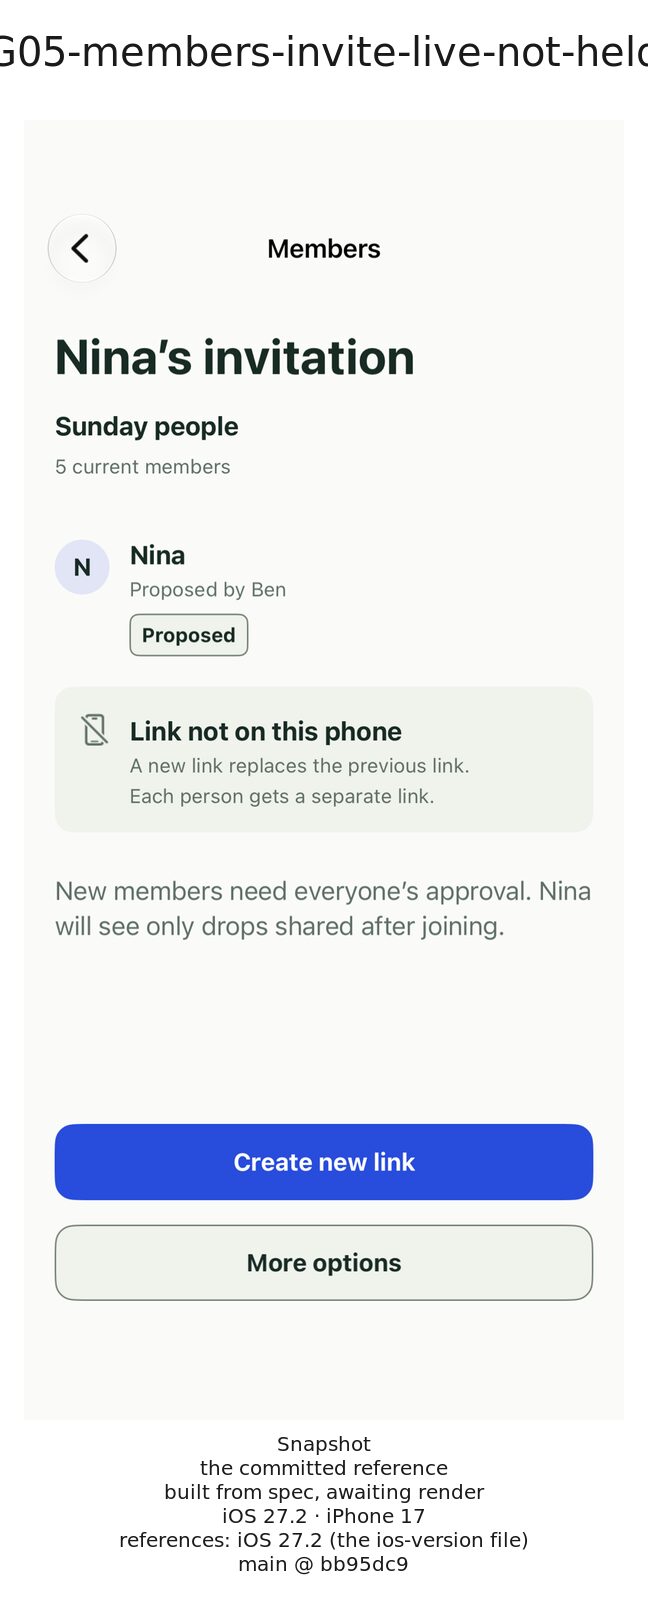 G05-members-invite-live-not-held
Members
Nina’s invitation
Sunday people
5 current members
N
Nina
Proposed by Ben
Proposed
Link not on this phone
A new link replaces the previous link.
Each person gets a separate link.
New members need everyone’s approval. Nina
will see only drops shared after joining.
Create new link
More options
Snapshot
the committed reference
built from spec, awaiting render
iOS 27.2 · iPhone 17
references: iOS 27.2 (the ios-version file)
main @ bb95dc9